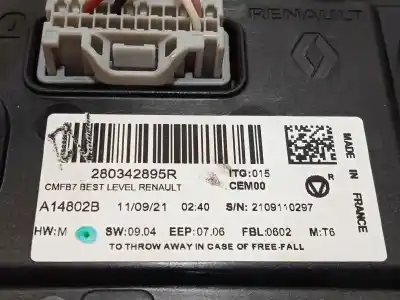 RENAULT
280342895R
ITG:015
CEM00
CMFB7 BEST LEVEL RENAULT
A14802B 11/09/21 02:40 S/N: 2109110297
HW:M SW:09.04 EEP:07.06 FBL:0602 M:T6
TO THROW AWAY IN CASE OF FREE-FALL
R
MADE IN FRANCE